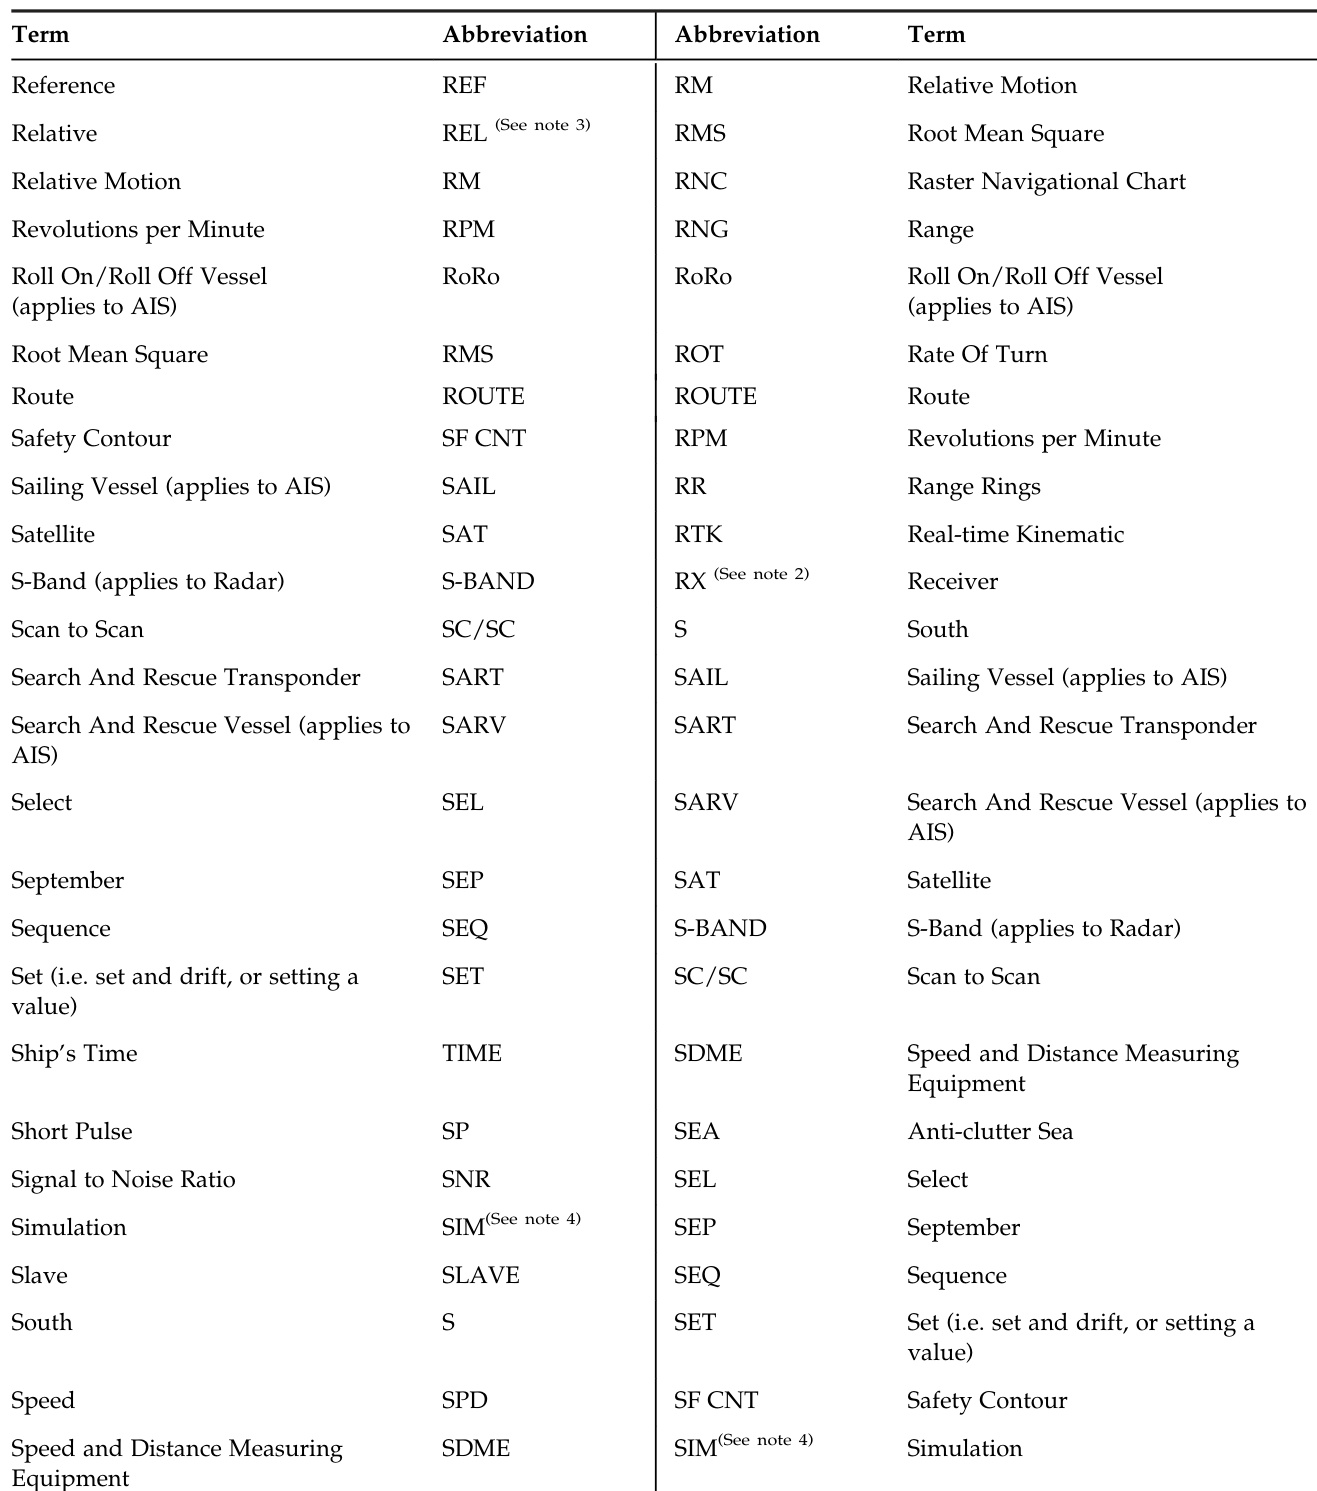 Term Abbreviation Abbreviation Term
Reference REF RM Relative Motion
Relative REL (See note 3) RMS Root Mean Square
Relative Motion RM RNC Raster Navigational Chart
Revolutions per Minute RPM RNG Range
Roll On/Roll Off Vessel RoRo RoRo Roll On/Roll Off Vessel
(applies to AIS) (applies to AIS)
Root Mean Square RMS ROT Rate Of Turn
Route ROUTE ROUTE Route
Safety Contour SF CNT RPM Revolutions per Minute
Sailing Vessel (applies to AIS) SAIL RR Range Rings
Satellite SAT RTK Real-time Kinematic
S-Band (applies to Radar) S-BAND RX (See note 2) Receiver
Scan to Scan SC/SC S South
Search And Rescue Transponder SART SAIL Sailing Vessel (applies to AIS)
Search And Rescue Vessel (applies to SARV SART Search And Rescue Transponder
AIS)
Select SEL SARV Search And Rescue Vessel (applies to
AIS)
September SEP SAT Satellite
Sequence SEQ S-BAND S-Band (applies to Radar)
Set (i.e. set and drift, or setting a SET SC/SC Scan to Scan
value)
Ship’s Time TIME SDME Speed and Distance Measuring
Equipment
Short Pulse SP SEA Anti-clutter Sea
Signal to Noise Ratio SNR SEL Select
Simulation SIM(See note 4) SEP September
Slave SLAVE SEQ Sequence
South S SET Set (i.e. set and drift, or setting a
value)
Speed SPD SF CNT Safety Contour
Speed and Distance Measuring SDME SIM(See note 4) Simulation
Equipment